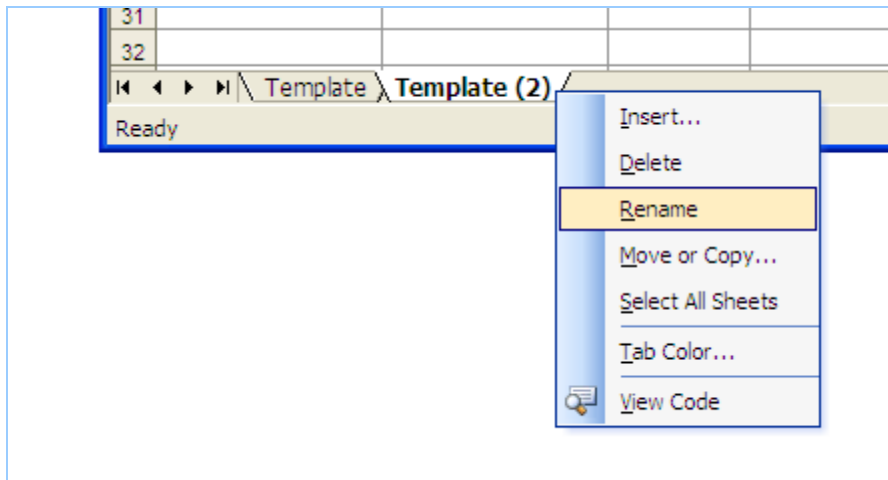 31
32
Template Template (2)
Ready
Insert...
Delete
Rename
Move or Copy...
Select All Sheets
Tab Color...
View Code